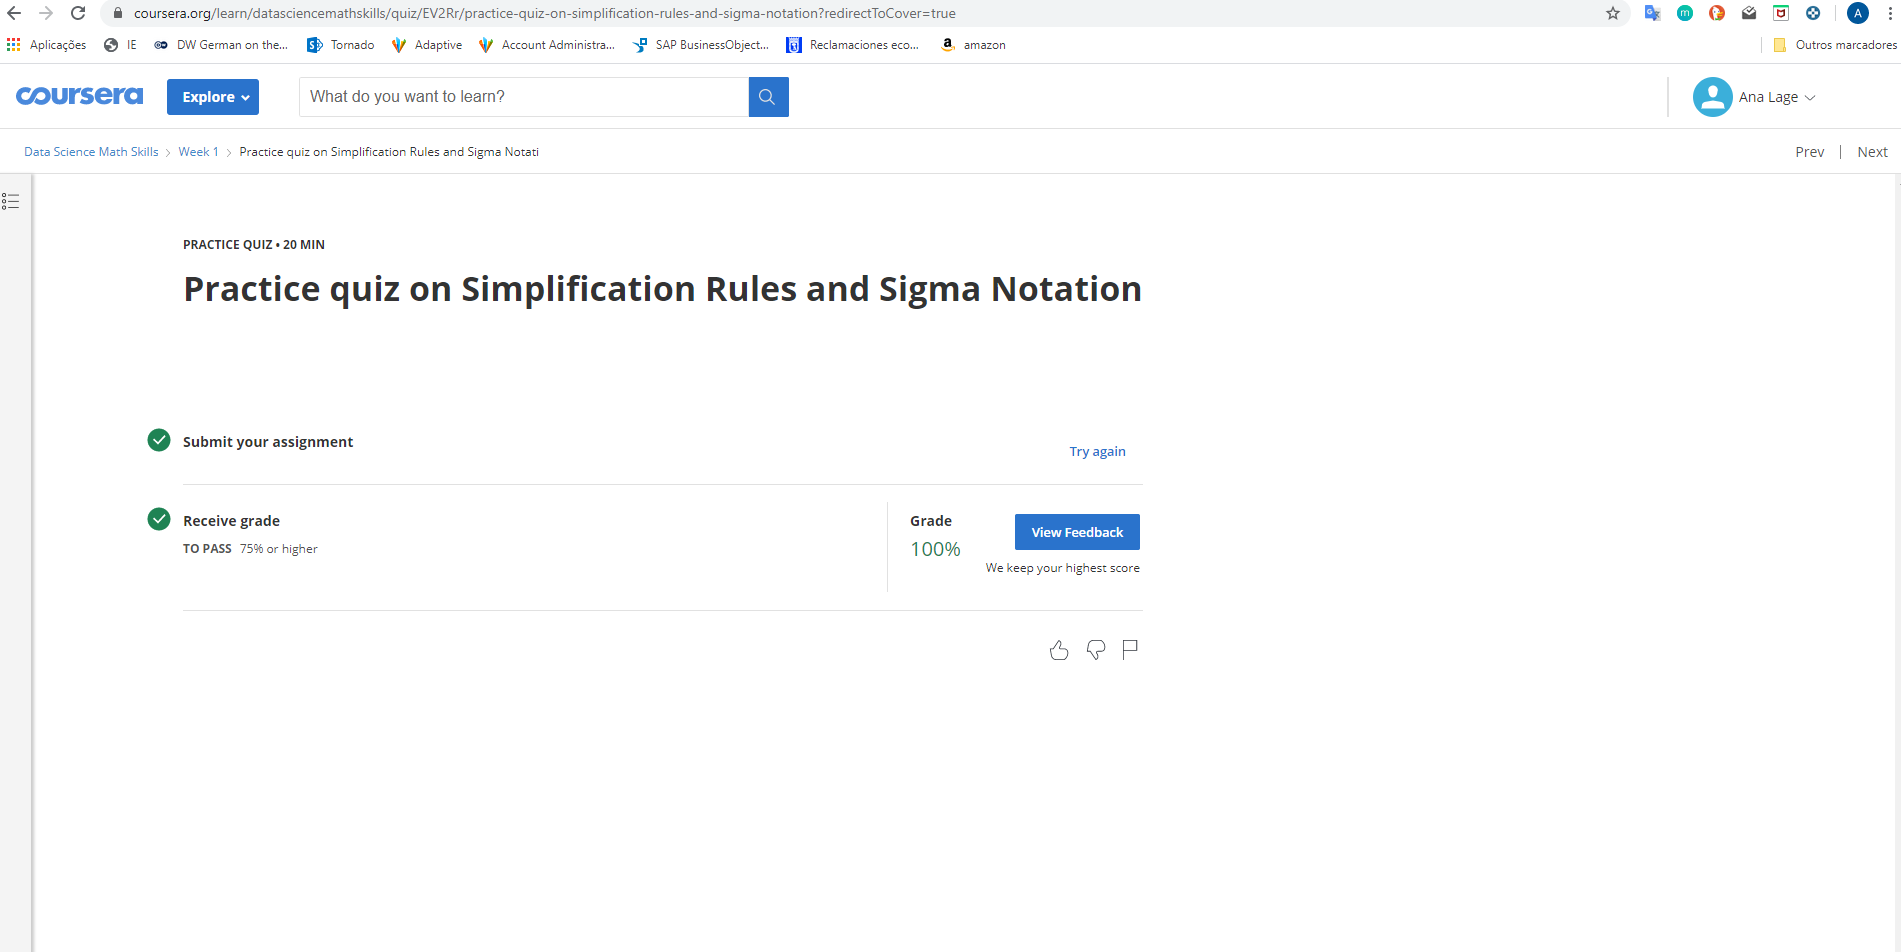 coursera.org/learn/datasciencemathskills/quiz/EV2Rr/practice-quiz-on-simplification-rules-and-sigma-notation?redirectToCover=true
m
A
Aplicações IE DW German on the... Tornado Adaptive Account Administra... SAP BusinessObject... Reclamaciones eco... amazon Outros marcadores
coursera Explore What do you want to learn? Ana Lage
Data Science Math Skills Week 1 Practice quiz on Simplification Rules and Sigma Notati Prev | Next
PRACTICE QUIZ • 20 MIN
Practice quiz on Simplification Rules and Sigma Notation
Submit your assignment
Try again
Receive grade
TO PASS 75% or higher
Grade
100%
View Feedback
We keep your highest score